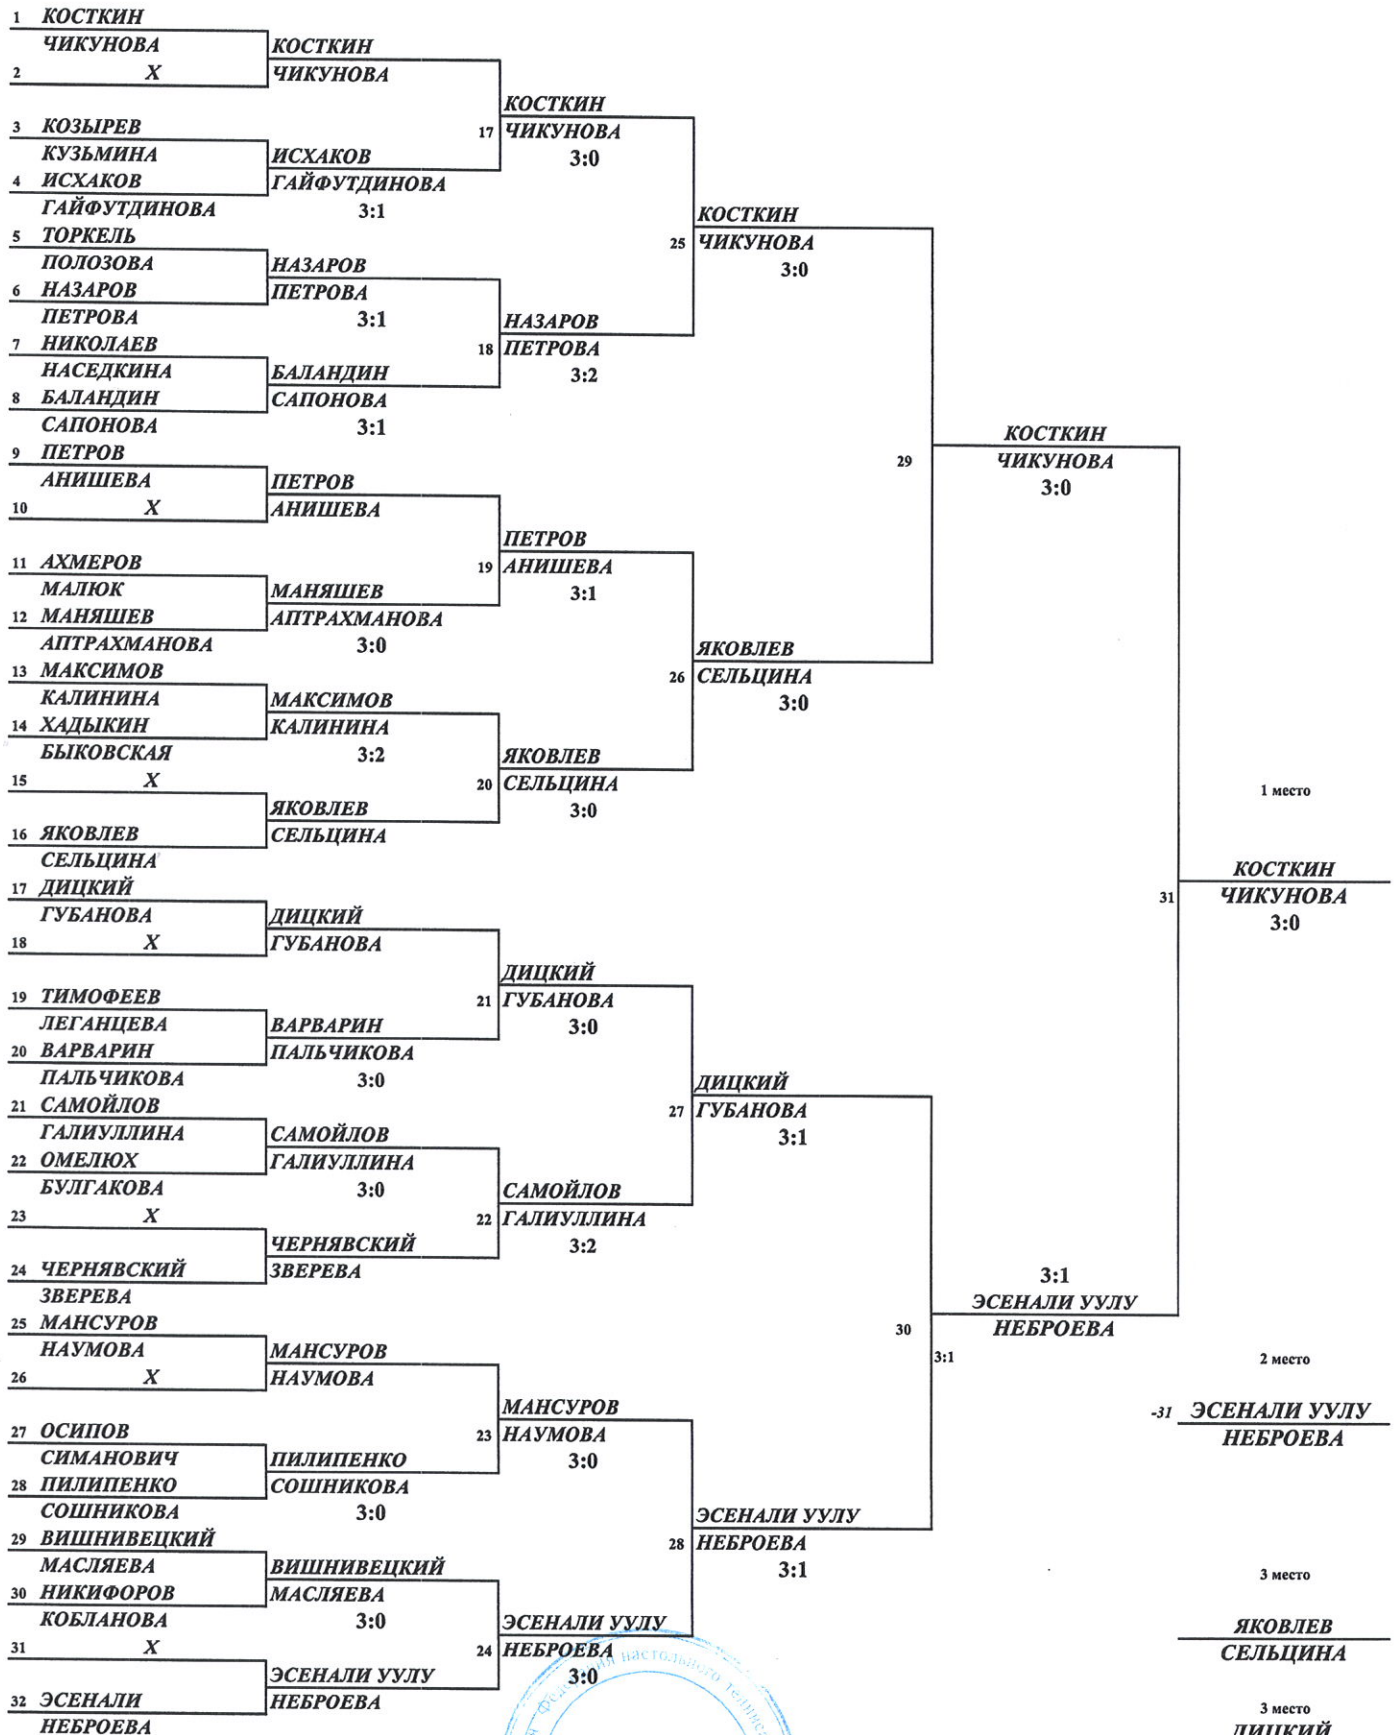 1 КОСТКИН
ЧИКУНОВА
2 X
3 КОЗЫРЕВ
КУЗЬМИНА
4 ИСХАКОВ
ГАЙФУТДИНОВА
5 ТОРКЕЛЬ
ПОЛОЗОВА
6 НАЗАРОВ
ПЕТРОВА
7 НИКОЛАЕВ
НАСЕДКИНА
8 БАЛАНДИН
САПОНОВА
9 ПЕТРОВ
АНИШЕВА
10 X
11 АХМЕРОВ
МАЛЮК
12 МАНЯШЕВ
АПТРАХМАНОВА
13 МАКСИМОВ
КАЛИНИНА
14 ХАДЫКИН
БЫКОВСКАЯ
15 X
16 ЯКОВЛЕВ
СЕЛЬЦИНА
17 ДИЦКИЙ
ГУБАНОВА
18 X
19 ТИМОФЕЕВ
ЛЕГАНЦЕВА
20 ВАРВАРИН
ПАЛЬЧИКОВА
21 САМОЙЛОВ
ГАЛИУЛЛИНА
22 ОМЕЛЮХ
БУЛГАКОВА
23 X
24 ЧЕРНЯВСКИЙ
ЗВЕРЕВА
25 МАНСУРОВ
НАУМОВА
26 X
27 ОСИПОВ
СИМАНОВИЧ
28 ПИЛИПЕНКО
СОШНИКОВА
29 ВИШНИВЕЦКИЙ
МАСЛЯЕВА
30 НИКИФОРОВ
КОБЛАНОВА
31 X
32 ЭСЕНАЛИ
НЕБРОЕВА
КОСТКИН
ЧИКУНОВА
ИСХАКОВ
ГАЙФУТДИНОВА
3:1
НАЗАРОВ
ПЕТРОВА
3:1
БАЛАНДИН
САПОНОВА
3:1
ПЕТРОВ
АНИШЕВА
МАНЯШЕВ
АПТРАХМАНОВА
3:0
МАКСИМОВ
КАЛИНИНА
3:2
ЯКОВЛЕВ
СЕЛЬЦИНА
ДИЦКИЙ
ГУБАНОВА
ВАРВАРИН
ПАЛЬЧИКОВА
3:0
САМОЙЛОВ
ГАЛИУЛЛИНА
3:0
ЧЕРНЯВСКИЙ
ЗВЕРЕВА
МАНСУРОВ
НАУМОВА
ПИЛИПЕНКО
СОШНИКОВА
3:0
ВИШНИВЕЦКИЙ
МАСЛЯЕВА
3:0
ЭСЕНАЛИ УУЛУ
НЕБРОЕВА
КОСТКИН
17 ЧИКУНОВА
3:0
НАЗАРОВ
18 ПЕТРОВА
3:2
ПЕТРОВ
19 АНИШЕВА
3:1
ЯКОВЛЕВ
20 СЕЛЬЦИНА
3:0
ДИЦКИЙ
21 ГУБАНОВА
3:0
САМОЙЛОВ
22 ГАЛИУЛЛИНА
3:2
МАНСУРОВ
23 НАУМОВА
3:0
ЭСЕНАЛИ УУЛУ
24 НЕБРОЕВА
3:0
настольного
КОСТКИН
25 ЧИКУНОВА
3:0
ЯКОВЛЕВ
26 СЕЛЬЦИНА
3:0
ДИЦКИЙ
27 ГУБАНОВА
3:1
ЭСЕНАЛИ УУЛУ
28 НЕБРОЕВА
3:1
КОСТКИН
29 ЧИКУНОВА
3:0
3:1
ЭСЕНАЛИ УУЛУ
30 НЕБРОЕВА
3:1
1 место
КОСТКИН
31 ЧИКУНОВА
3:0
2 место
-31 ЭСЕНАЛИ УУЛУ
НЕБРОЕВА
3 место
ЯКОВЛЕВ
СЕЛЬЦИНА
3 место
ДИЦКИЙ